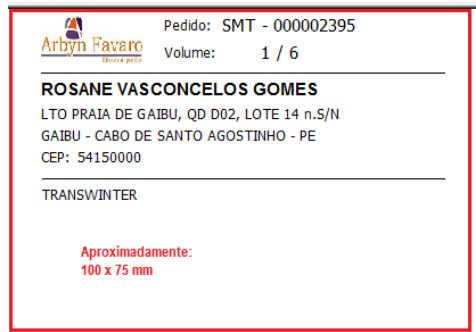 Pedido: SMT - 000002395
Arbyn Favaro
Volume: 1 / 6
ROSANE VASCONCELOS GOMES
LTO PRAIA DE GAIBU, QD D02, LOTE 14 n.S/N
GAIBU - CABO DE SANTO AGOSTINHO - PE
CEP: 54150000
TRANSWINTER
Aproximadamente:
100 x 75 mm